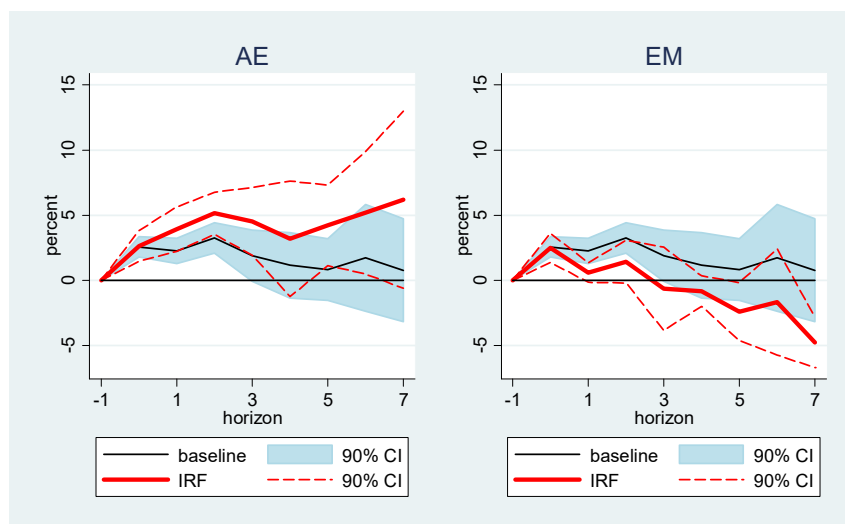 AE
15
10
5
0
-5
percent
-1 1 3 5 7
horizon
baseline 90% CI
IRF 90% CI
EM
15
10
5
0
-5
percent
-1 1 3 5 7
horizon
baseline 90% CI
IRF 90% CI